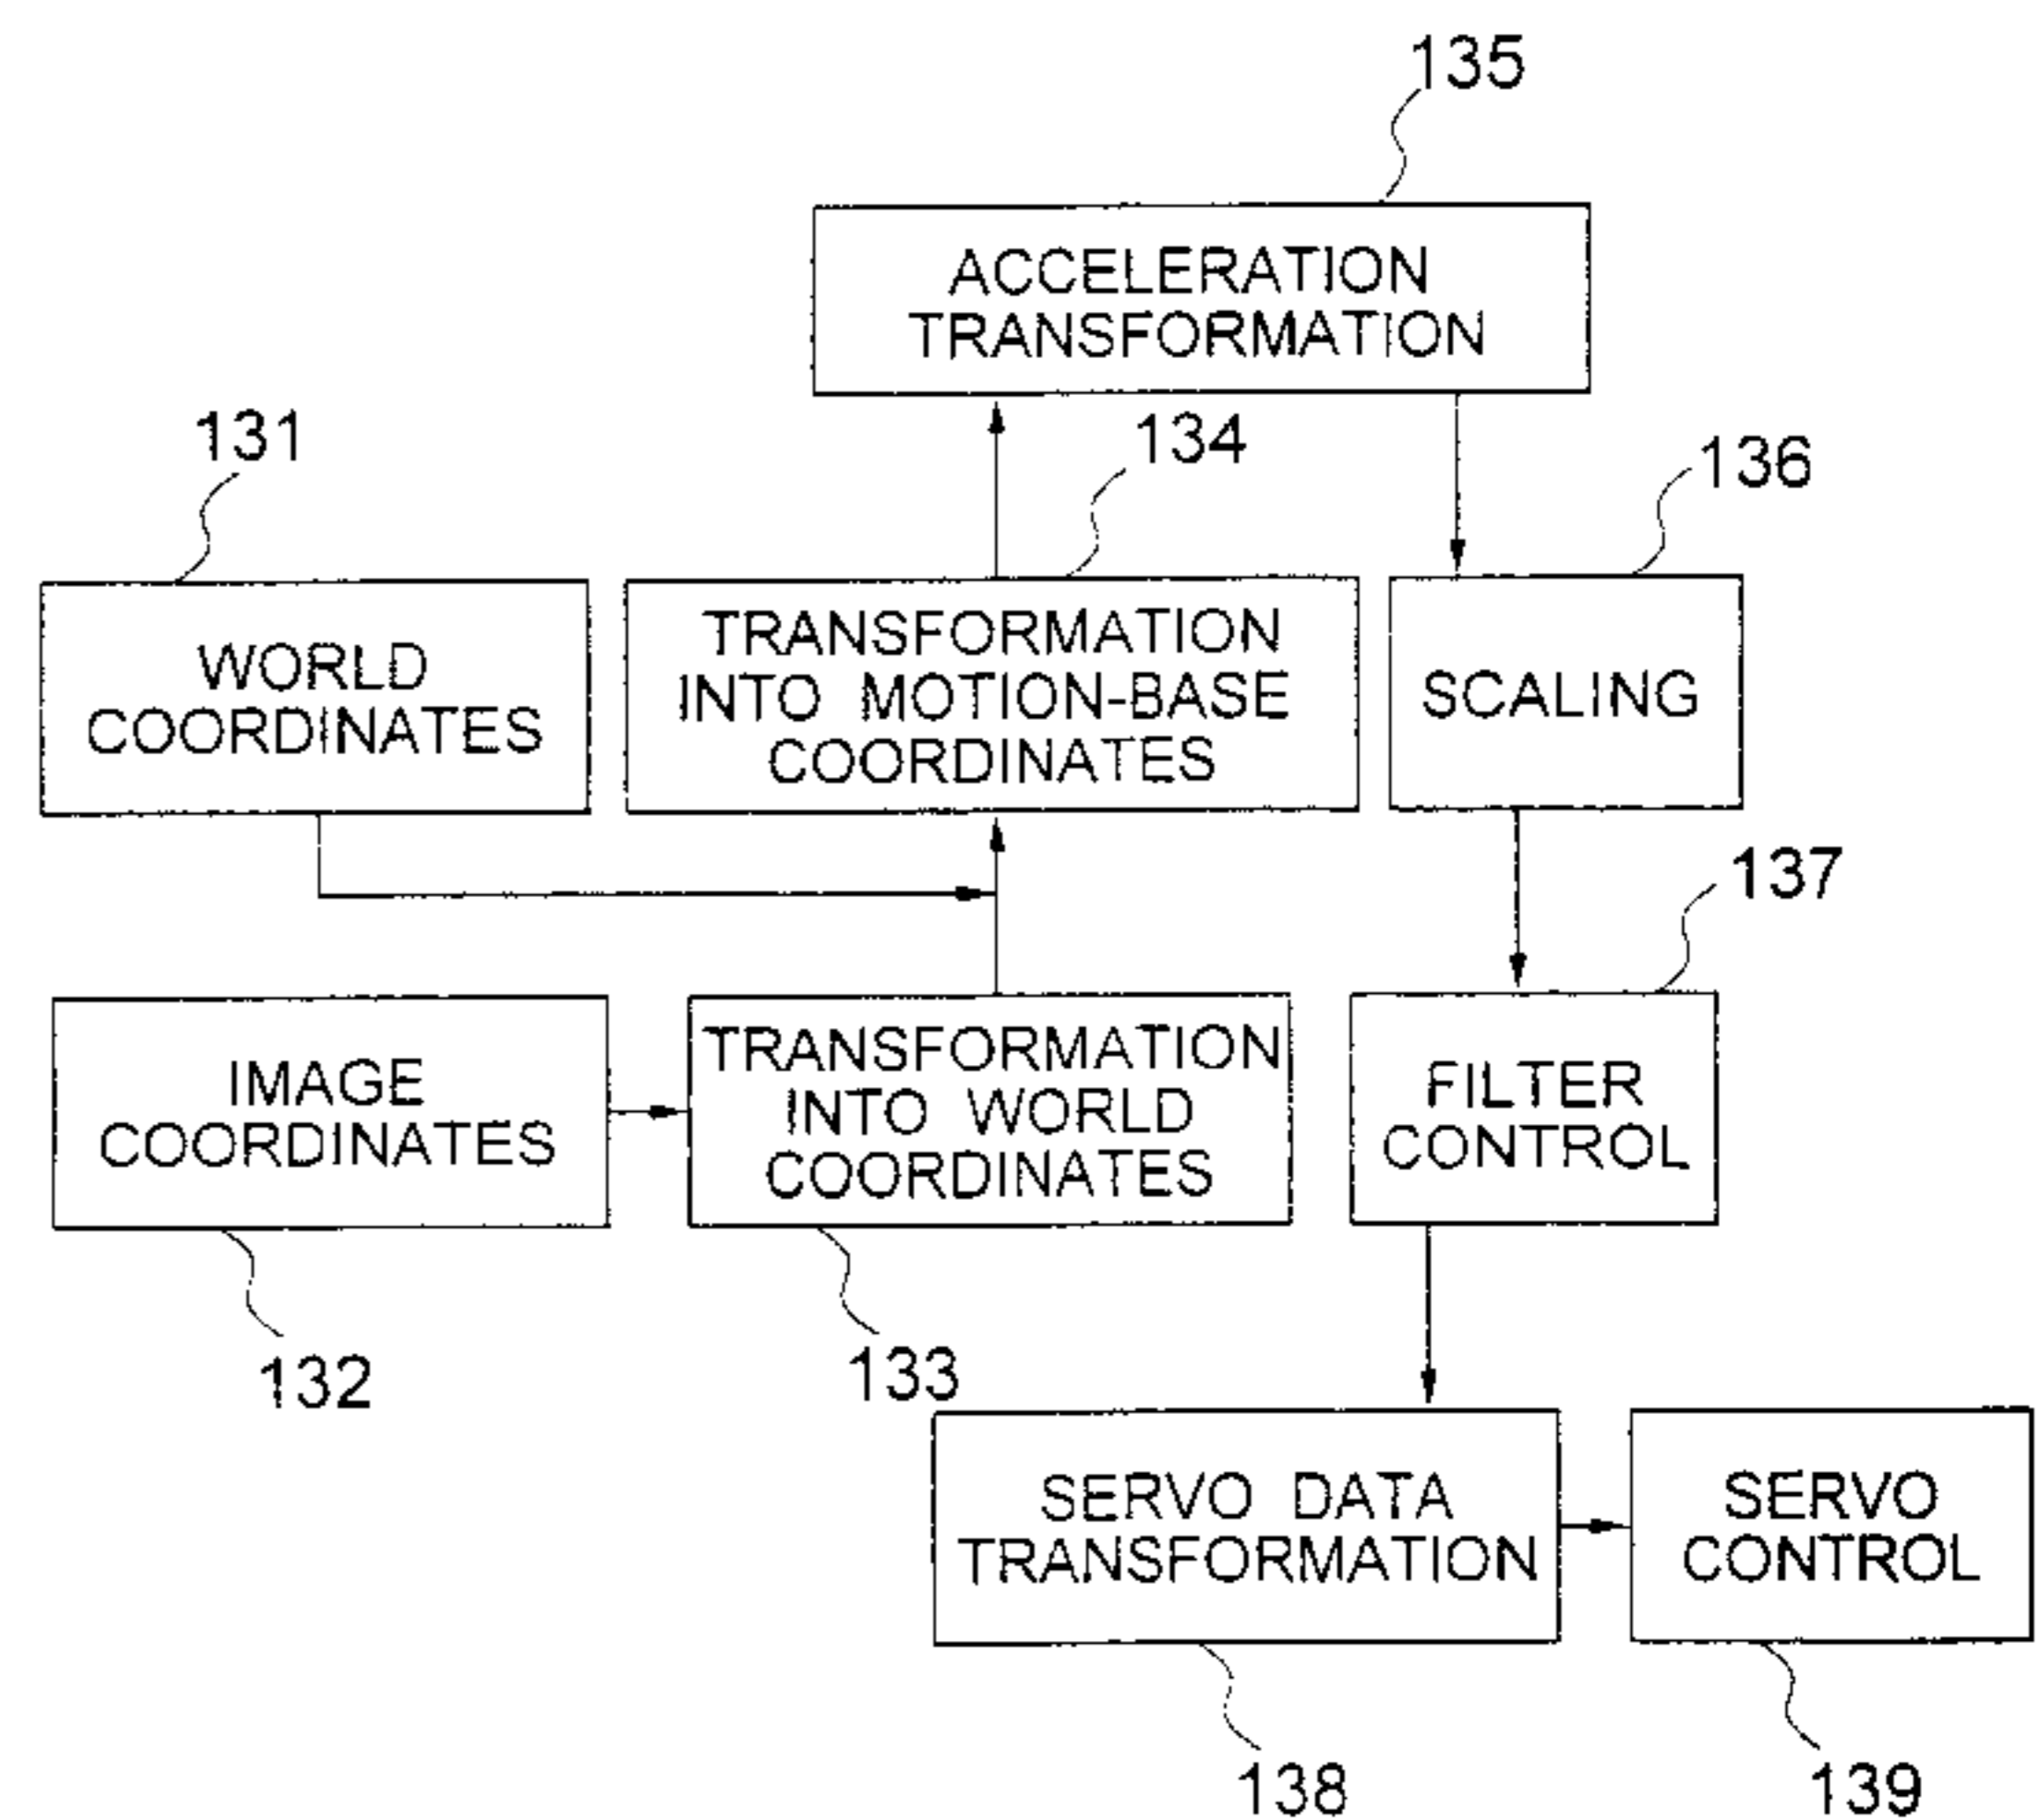 135
ACCELERATION
TRANSFORMATION
131
134
136
WORLD
COORDINATES
TRANSFORMATION
INTO MOTION-BASE
COORDINATES
SCALING
137
IMAGE
COORDINATES
TRANSFORMATION
INTO WORLD
COORDINATES
FILTER
CONTROL
132
133
SERVO DATA
TRANSFORMATION
SERVO
CONTROL
138
139